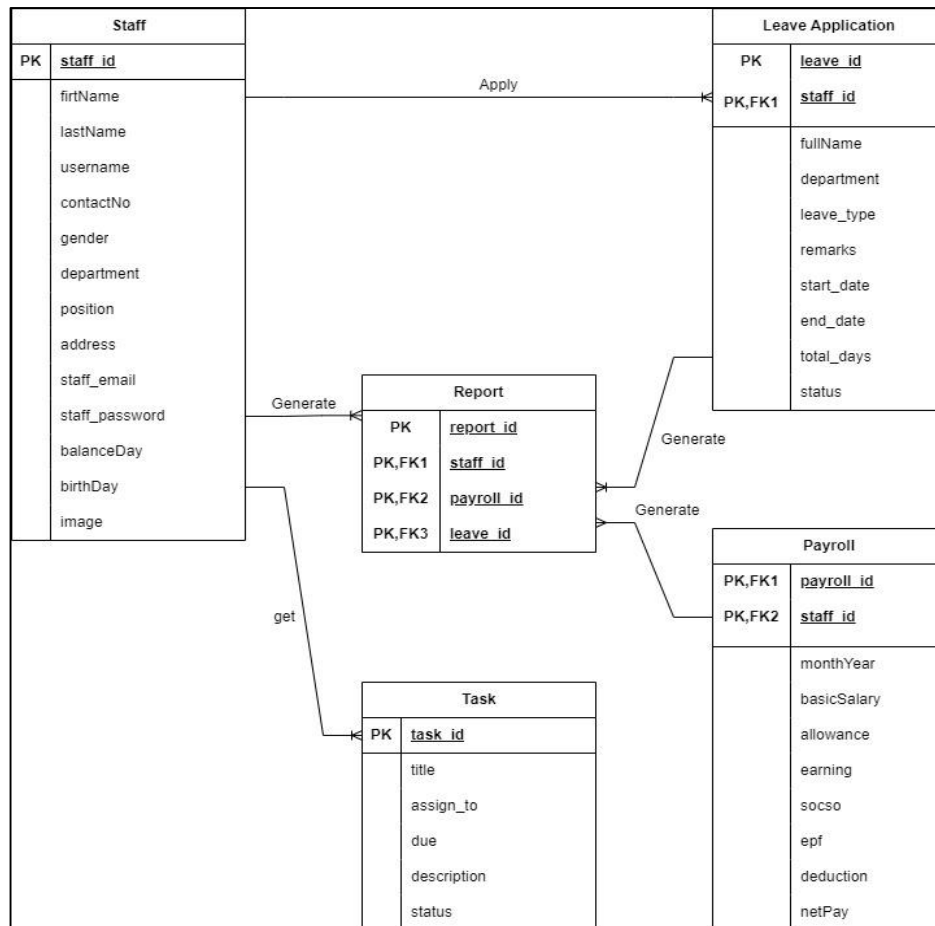 Staff
PK staff_id
firtName
lastName
username
contactNo
gender
department
position
address
staff_email
staff_password
balanceDay
birthDay
image
Apply
Leave Application
PK leave_id
PK,FK1 staff_id
fullName
department
leave_type
remarks
start_date
end_date
total_days
status
Generate
Report
PK report_id
PK,FK1 staff_id
PK,FK2 payroll_id
PK,FK3 leave_id
Generate
Generate
Payroll
PK,FK1 payroll_id
PK,FK2 staff_id
monthYear
basicSalary
allowance
earning
socso
epf
deduction
netPay
get
Task
PK task_id
title
assign_to
due
description
status